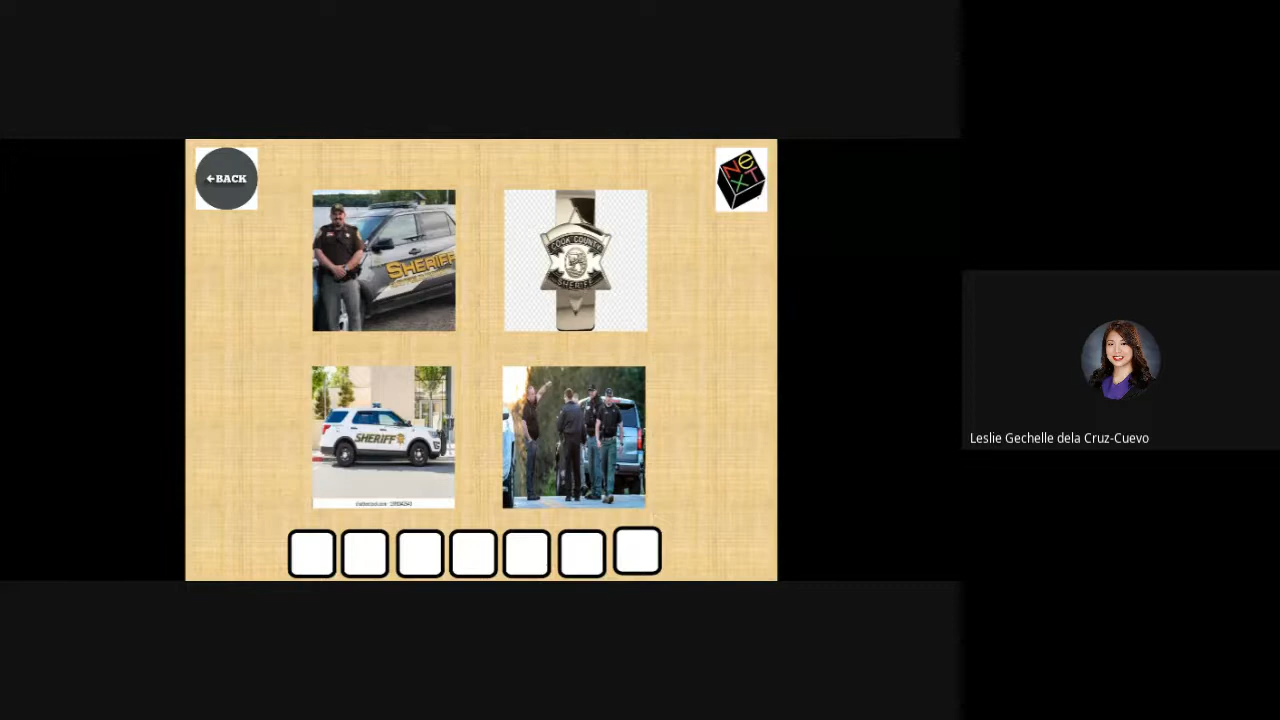 ←BACK
NexT
SHERIFF
COOK COUNTY
SHERIFF
SHERIFF
Leslie Gechelle dela Cruz-Cuevo